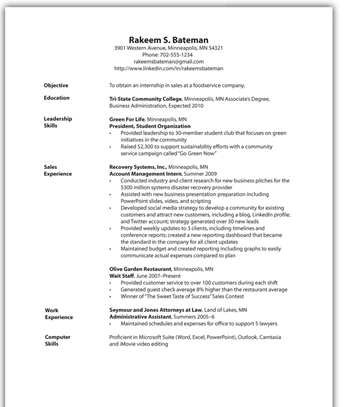 Rakeem S. Bateman
3901 Western Avenue, Minneapolis, MN 54321
Phone: 702-555-1234
rakeemsbateman@gmail.com
http://www.linkedin.com/in/rakeemsbateman
Objective To obtain an internship in sales at a foodservice company.
Education Tri-State Community College, Minneapolis, MN Associate's Degree,
Business Administration, Expected 2010
Leadership Skills Green For Life, Minneapolis, MN
President, Student Organization
• Provided leadership to 30-member student club that focuses on green
initiatives in the community
• Raised $2,300 to support sustainability efforts with a community
service campaign called "Go Green Now"
Sales Experience Recovery Systems, Inc., Minneapolis, MN
Account Management Intern, Summer 2009
• Conducted industry and client research for new business pitches for the
$300 million systems disaster recovery provider
• Assisted with new business presentation preparation including
PowerPoint slides, video, and scripting
• Developed social media strategy to develop a community for existing
customers and attract new customers, including a blog, LinkedIn profile,
and Twitter account; strategy generated over 30 new leads
• Provided weekly updates to 3 clients, including timelines and
conference reports; created a new reporting dashboard that became
the standard in the company for all client updates
• Maintained budget and created reporting including graphs to easily
communicate actual expenses compared to plan
Olive Garden Restaurant, Minneapolis, MN
Wait Staff, June 2007–Present
• Provided customer service to over 100 customers during each shift
• Generated guest check average 8% higher than the restaurant average
• Winner of "The Sweet Taste of Success" Sales Contest
Work Experience Seymour and Jones Attorneys at Law, Land of Lakes, MN
Administrative Assistant, Summers 2005–6
• Maintained schedules and expenses for office to support 5 lawyers
Computer Skills Proficient in Microsoft Suite (Word, Excel, PowerPoint), Outlook, Camtasia
and iMovie video editing